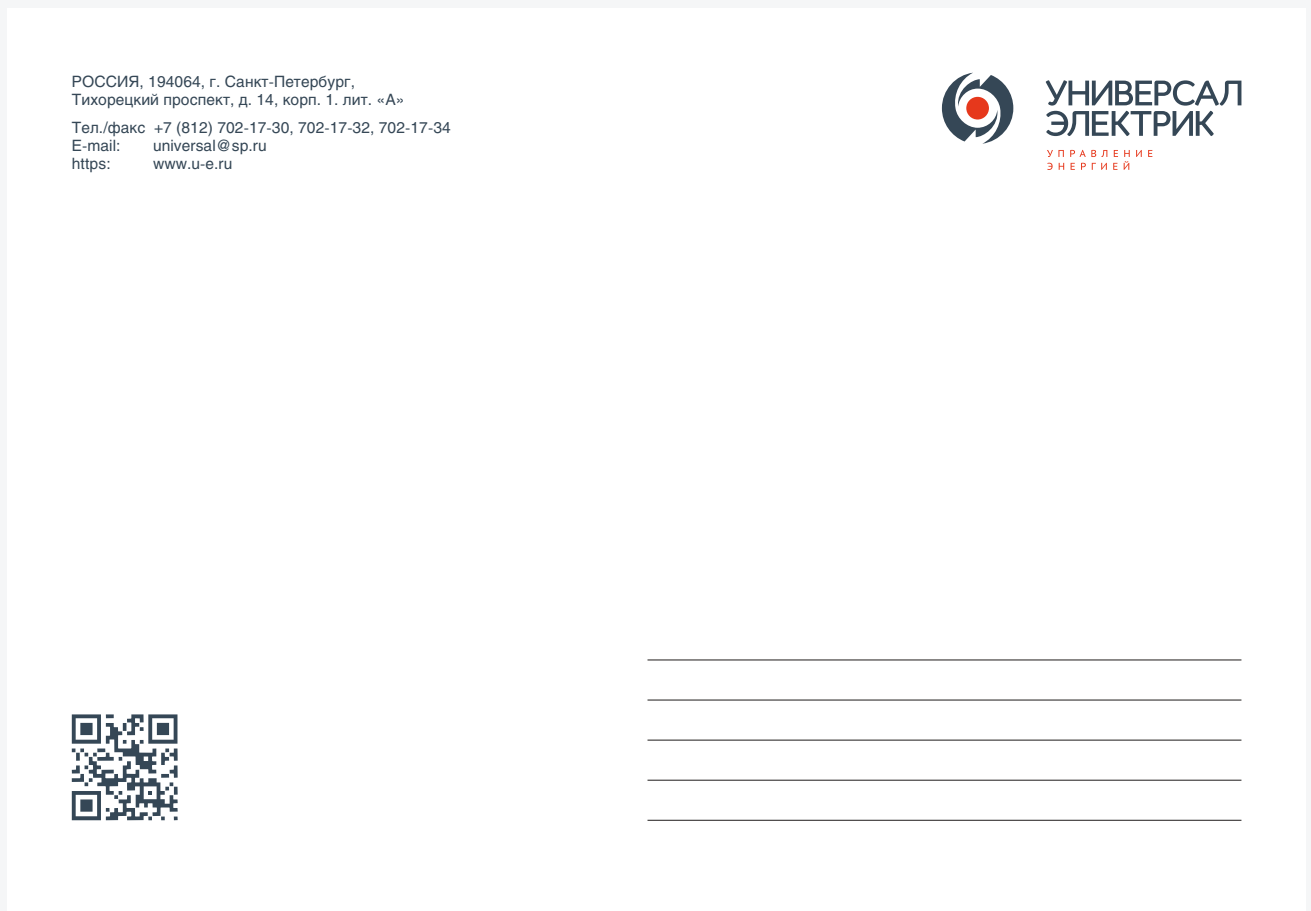 РОССИЯ, 194064, г. Санкт-Петербург,
Тихорецкий проспект, д. 14, корп. 1. лит. «А»
Тел./факс +7 (812) 702-17-30, 702-17-32, 702-17-34
E-mail: universal@sp.ru
https: www.u-e.ru
УНИВЕРСАЛ
ЭЛЕКТРИК
УПРАВЛЕНИЕ
ЭНЕРГИЕЙ